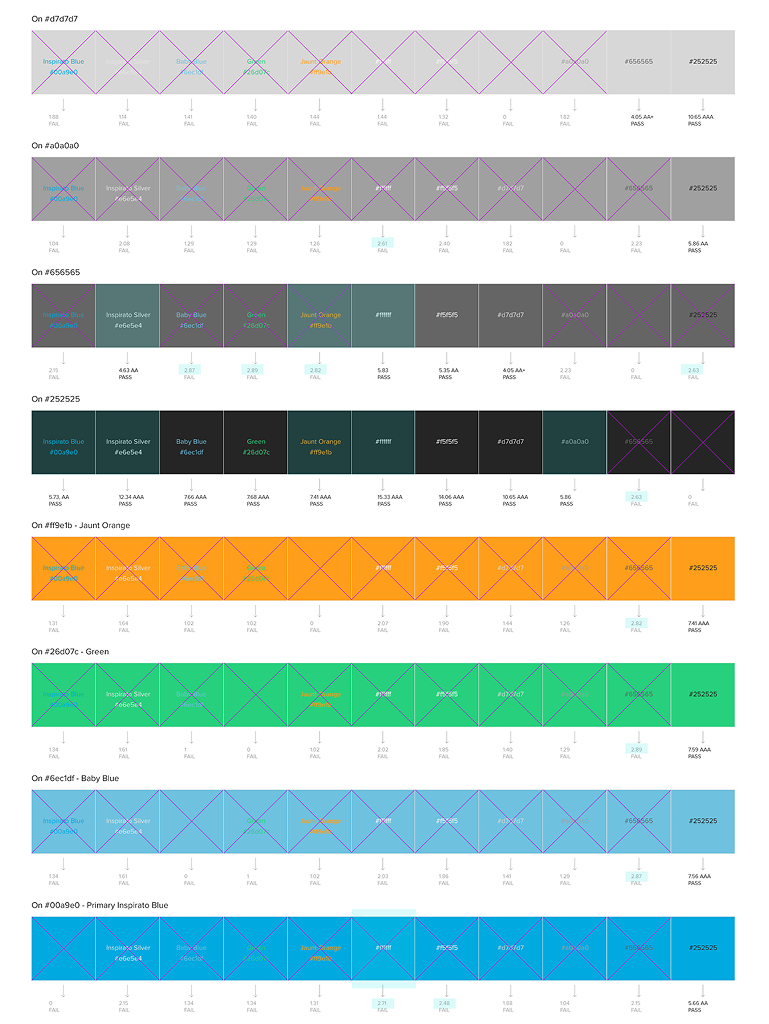 On #d7d7d7
Inspirato Blue Baby Blue Green Jaunt Orange
#00a9e0 #6ec1df #26d07c #ff9e1b #a0a0a0 #656565 #252525
1.88 1.14 1.41 1.40 1.44 1.44 1.32 0 1.82 4.05 AA+ 10.65 AAA
FAIL FAIL FAIL FAIL FAIL FAIL FAIL FAIL FAIL PASS PASS
On #a0a0a0
Inspirato Blue Inspirato Silver Green Jaunt Orange
#00a9e0 #e6e5e4 #ffffff #f5f5f5 #d7d7d7 #656565 #252525
1.04 2.08 1.29 1.29 1.26 2.61 2.40 1.82 0 2.23 5.86 AA
FAIL FAIL FAIL FAIL FAIL FAIL FAIL FAIL FAIL FAIL PASS
On #656565
Inspirato Blue Inspirato Silver Baby Blue Green Jaunt Orange
#00a9e0 #e6e5e4 #6ec1df #26d07c #ff9e1b #ffffff #f5f5f5 #d7d7d7 #a0a0a0 #252525
2.15 4.63 AA 2.87 2.89 2.82 5.83 5.35 AA 4.05 AA+ 2.23 0 2.63
FAIL PASS FAIL FAIL FAIL PASS PASS PASS FAIL FAIL FAIL
On #252525
Inspirato Blue Inspirato Silver Baby Blue Green Jaunt Orange
#00a9e0 #e6e5e4 #6ec1df #26d07c #ff9e1b #ffffff #f5f5f5 #d7d7d7 #a0a0a0 #656565
5.73. AA 12.34 AAA 7.66 AAA 7.68 AAA 7.41 AAA 15.33 AAA 14.06 AAA 10.65 AAA 5.86 2.63 0
PASS PASS PASS PASS PASS PASS PASS PASS PASS FAIL FAIL
On #ff9e1b - Jaunt Orange
Inspirato Blue Inspirato Silver Baby Blue Green
#00a9e0 #e6e5e4 #26d07c #ffffff #f5f5f5 #d7d7d7 #656565 #252525
1.31 1.64 1.02 1.02 0 2.07 1.90 1.44 1.26 2.82 7.41 AAA
FAIL FAIL FAIL FAIL FAIL FAIL FAIL FAIL FAIL FAIL PASS
On #26d07c - Green
Inspirato Blue Inspirato Silver Baby Blue Jaunt Orange
#00a9e0 #e6e5e4 #6ec1df #ff9e1b #ffffff #f5f5f5 #d7d7d7 #656565 #252525
1.34 1.61 1 0 1.02 2.02 1.86 1.40 1.29 2.89 7.59 AAA
FAIL FAIL FAIL FAIL FAIL FAIL FAIL FAIL FAIL FAIL PASS
On #6ec1df - Baby Blue
Inspirato Blue Inspirato Silver Green Jaunt Orange
#00a9e0 #e6e5e4 #26d07c #ffffff #f5f5f5 #d7d7d7 #656565 #252525
1.34 1.61 0 1 1.02 2.03 1.86 1.41 1.29 2.87 7.56 AAA
FAIL FAIL FAIL FAIL FAIL FAIL FAIL FAIL FAIL FAIL PASS
On #00a9e0 - Primary Inspirato Blue
Inspirato Silver Baby Blue Green Jaunt Orange
#e6e5e4 #6ec1df #26d07c #ff9e1b #ffffff #f5f5f5 #d7d7d7 #a0a0a0 #656565 #252525
0 2.15 1.34 1.34 1.31 2.71 2.48 1.88 1.04 2.15 5.66 AA
FAIL FAIL FAIL FAIL FAIL FAIL FAIL FAIL FAIL FAIL PASS